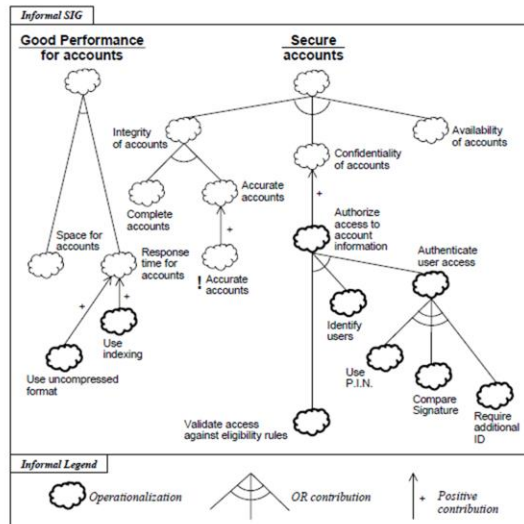 Informal SIG
Good Performance
for accounts
Secure
accounts
Integrity
of accounts
Confidentiality
of accounts
Availability
of accounts
Complete
accounts
Accurate
accounts
+
Authorize
access to
account
information
Space for
accounts
Response
time for
accounts
+
! Accurate
accounts
Authenticate
user access
+
+
Use
indexing
Identify
users
Use uncompressed
format
Use
P.I.N.
Compare
Signature
Require
additional
ID
Validate access
against eligibility rules
Informal Legend
Operationalization
OR contribution
+ Positive
contribution